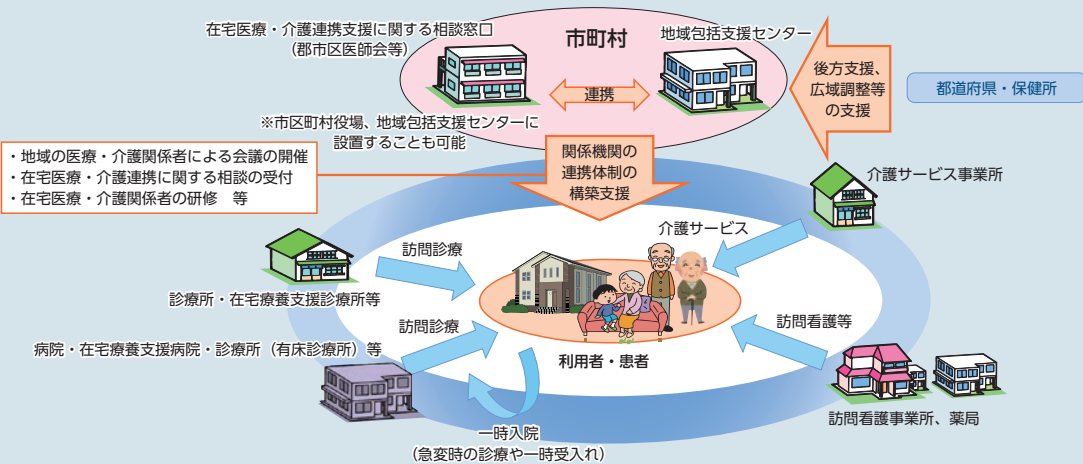 在宅医療・介護連携支援に関する相談窓口
（郡市区医師会等）
市町村
地域包括支援センター
連携
※市区町村役場、地域包括支援センターに
設置することも可能
後方支援、
広域調整等
の支援
都道府県・保健所
・地域の医療・介護関係者による会議の開催
・在宅医療・介護連携に関する相談の受付
・在宅医療・介護関係者の研修　等
関係機関の
連携体制の
構築支援
介護サービス事業所
介護サービス
訪問診療
診療所・在宅療養支援診療所等
訪問診療
病院・在宅療養支援病院・診療所（有床診療所）等
利用者・患者
訪問看護等
訪問看護事業所、薬局
一時入院
（急変時の診療や一時受入れ）